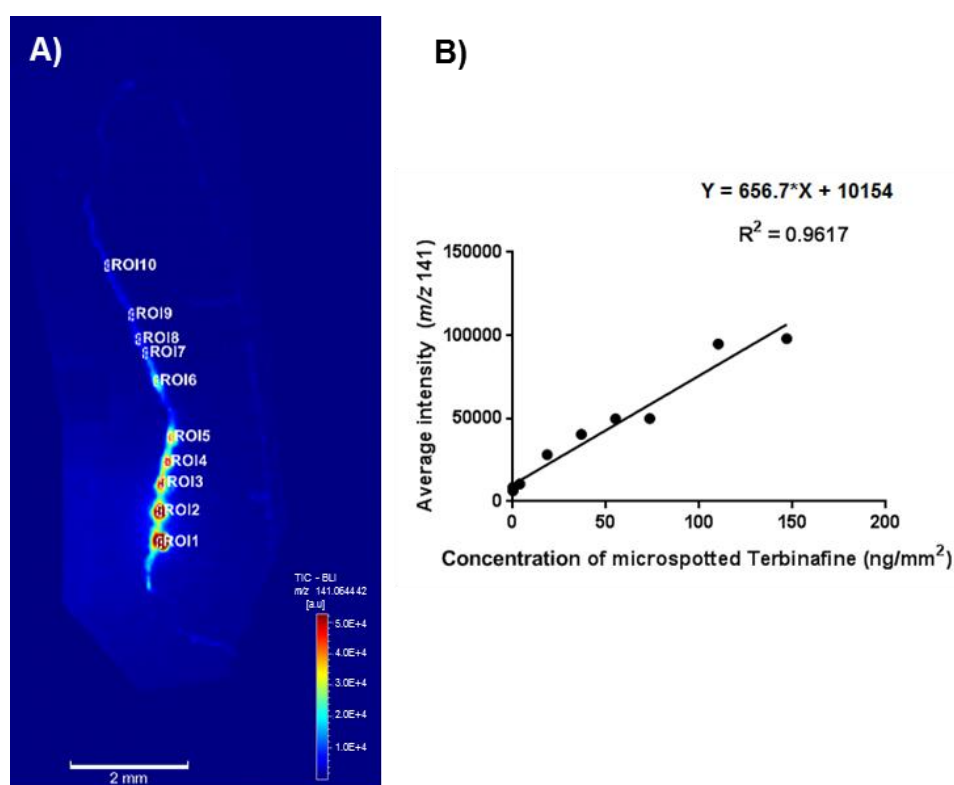 A)
ROI10
ROI9
ROI8
ROI7
ROI6
ROI5
ROI4
ROI3
ROI2
ROI1
TIC - BLI
m/z 141.064442
[a.u]
5.0E+4
4.0E+4
3.0E+4
2.0E+4
1.0E+4
2 mm
B)
Y = 656.7*X + 10154
R² = 0.9617
Average intensity (m/z 141)
150000
100000
50000
0
0 50 100 150 200
Concentration of microspotted Terbinafine (ng/mm²)